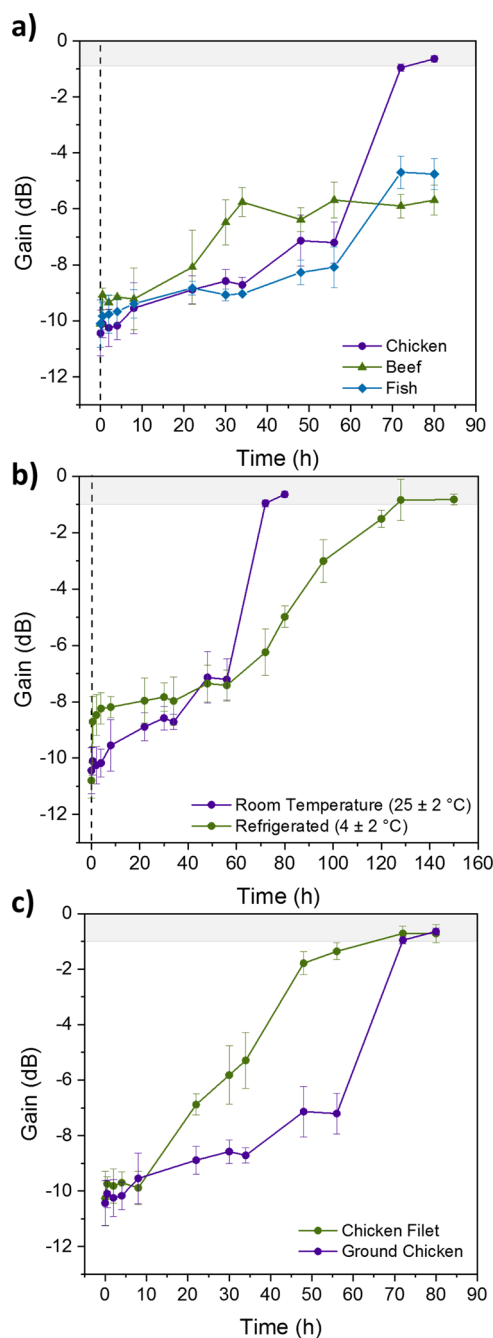 a)
0
-2
-4
-6
-8
-10
-12
Gain (dB)
Chicken
Beef
Fish
0 10 20 30 40 50 60 70 80 90
Time (h)
b)
0
-2
-4
-6
-8
-10
-12
Gain (dB)
Room Temperature (25 ± 2 °C)
Refrigerated (4 ± 2 °C)
0 20 40 60 80 100 120 140 160
Time (h)
c)
0
-2
-4
-6
-8
-10
-12
Gain (dB)
Chicken Filet
Ground Chicken
0 10 20 30 40 50 60 70 80 90
Time (h)